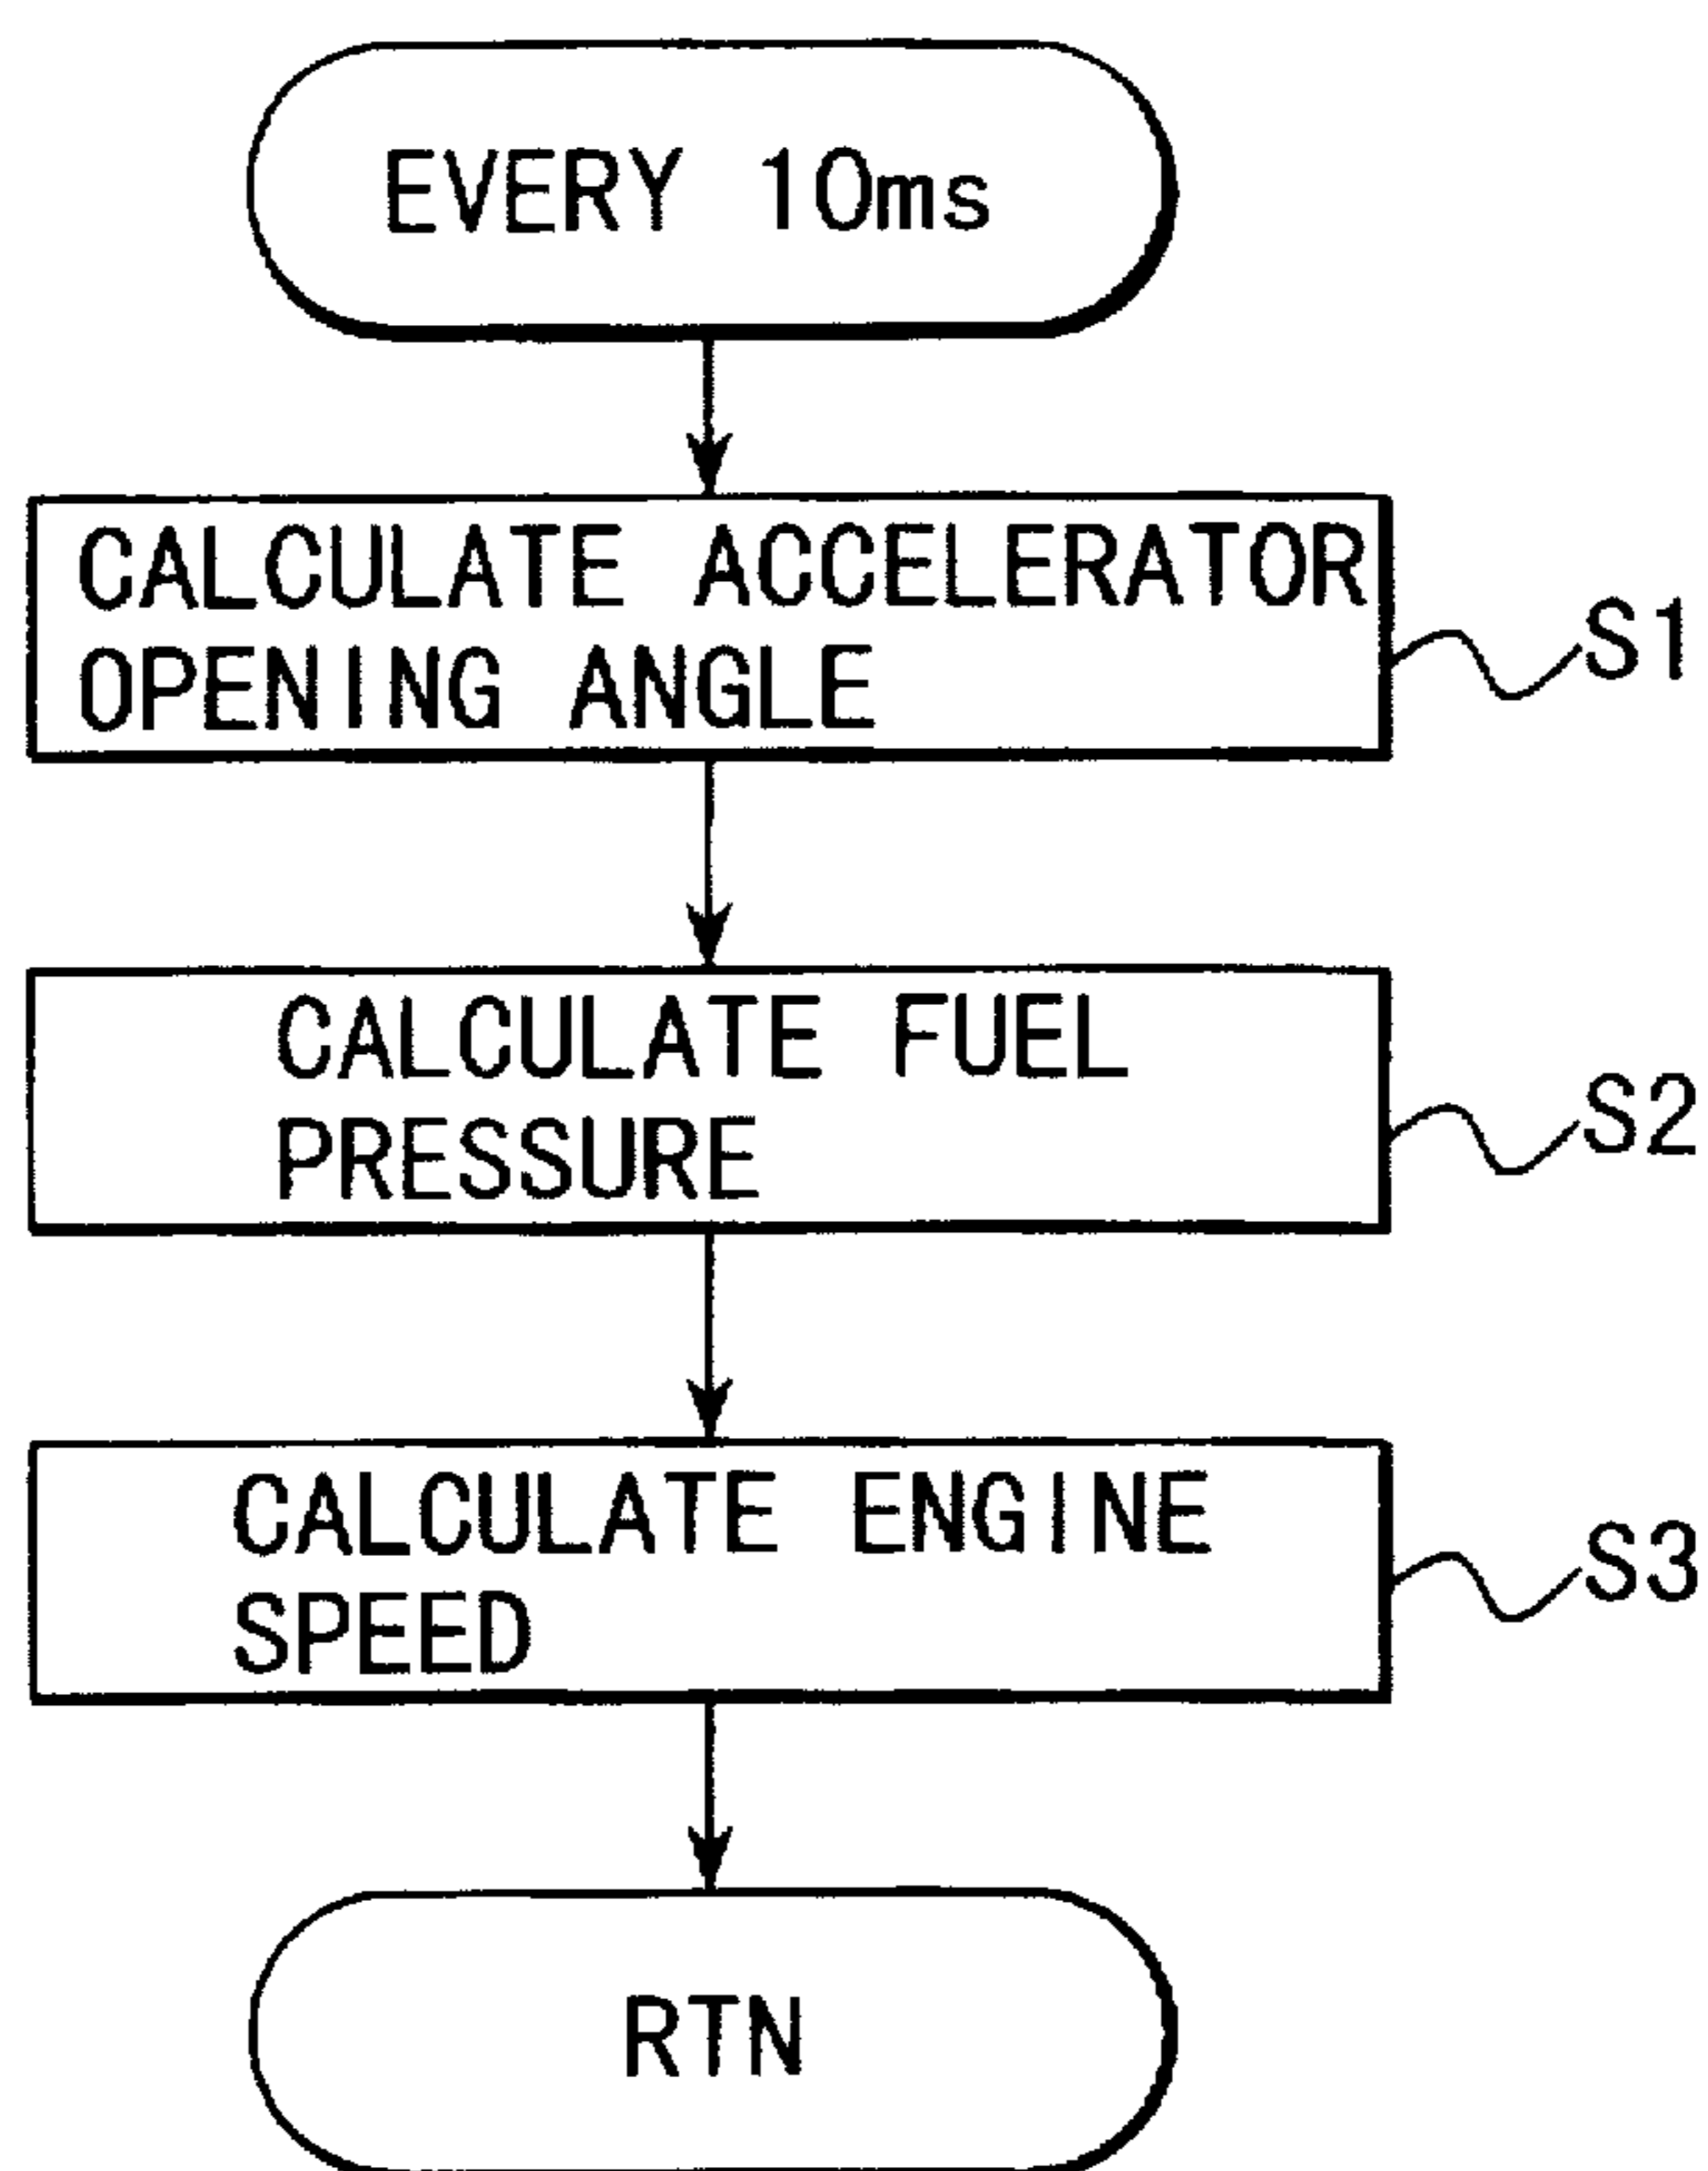 EVERY 10ms
CALCULATE ACCELERATOR
OPENING ANGLE
S1
CALCULATE FUEL
PRESSURE
S2
CALCULATE ENGINE
SPEED
S3
RTN